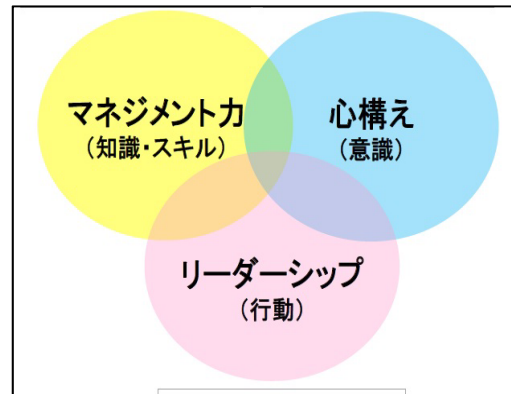 マネジメント力
（知識・スキル）
心構え
（意識）
リーダーシップ
（行動）